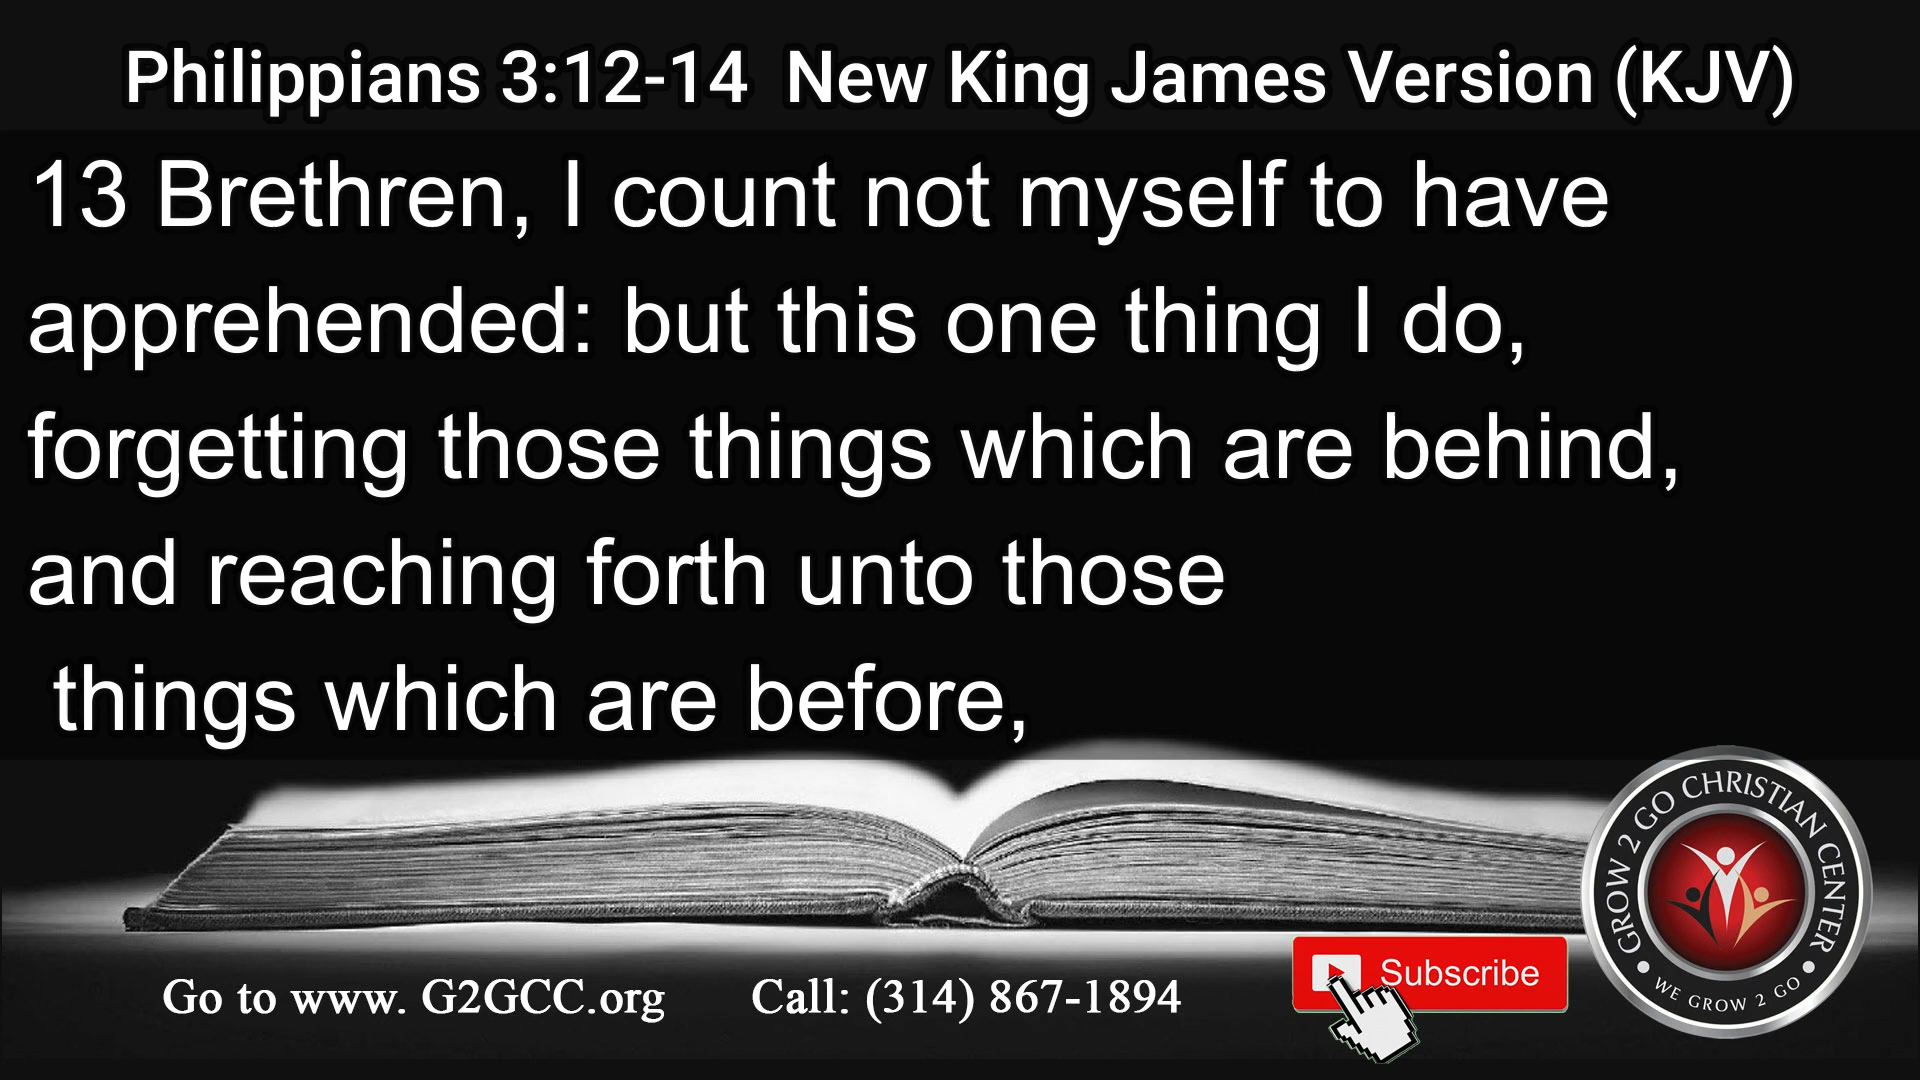 Philippians 3:12-14  New King James Version (KJV)
13 Brethren, I count not myself to have
apprehended: but this one thing I do,
forgetting those things which are behind,
and reaching forth unto those
things which are before,
GROW 2 GO CHRISTIAN CENTER
WE GROW 2 GO
Subscribe
Go to www. G2GCC.org
Call: (314) 867-1894